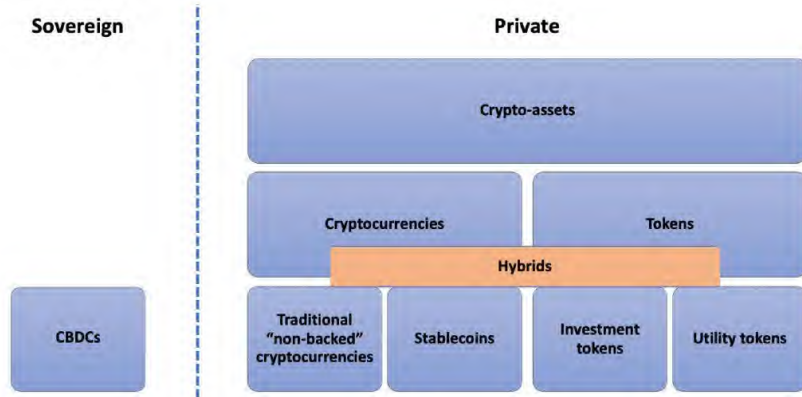 Sovereign
Private
Crypto-assets
Cryptocurrencies
Tokens
Hybrids
CBDCs
Traditional
“non-backed”
cryptocurrencies
Stablecoins
Investment
tokens
Utility tokens